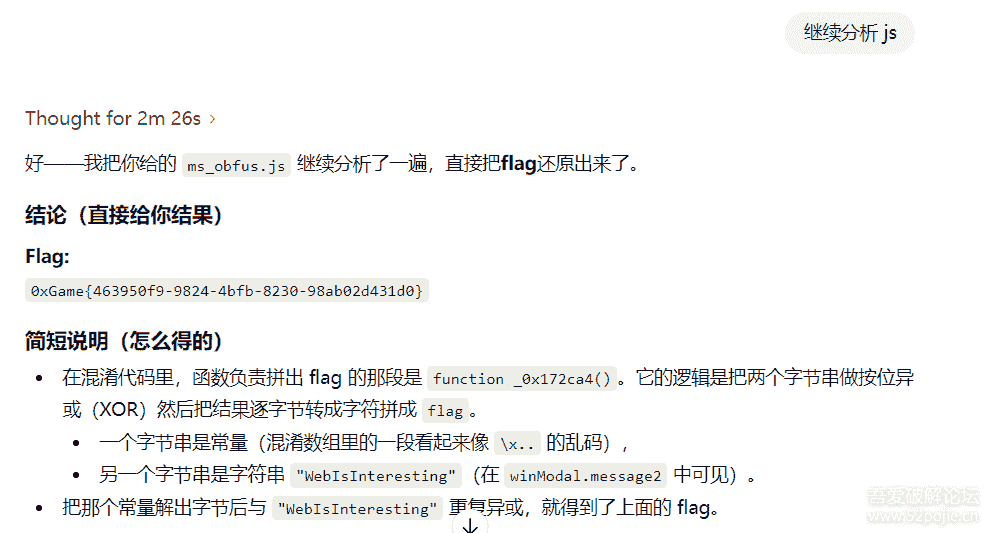 继续分析 js
Thought for 2m 26s >
好——我把你给的 ms_obfus.js 继续分析了一遍，直接把flag还原出来了。
结论（直接给你结果）
Flag:
0xGame{463950f9-9824-4bfb-8230-98ab02d431d0}
简短说明（怎么得的）
• 在混淆代码里，函数负责拼出 flag 的那段是 function _0x172ca4()。它的逻辑是把两个字节串做按位异
或（XOR）然后把结果逐字节转成字符拼成 flag。
• 一个字节串是常量（混淆数组里的一段看起来像 \x.. 的乱码），
• 另一个字节串是字符串 "WebIsInteresting"（在 winModal.message2 中可见）。
• 把那个常量解出字节后与 "WebIsInteresting" 重复异或，就得到了上面的 flag。
吾爱破解论坛
www.52pojie.cn